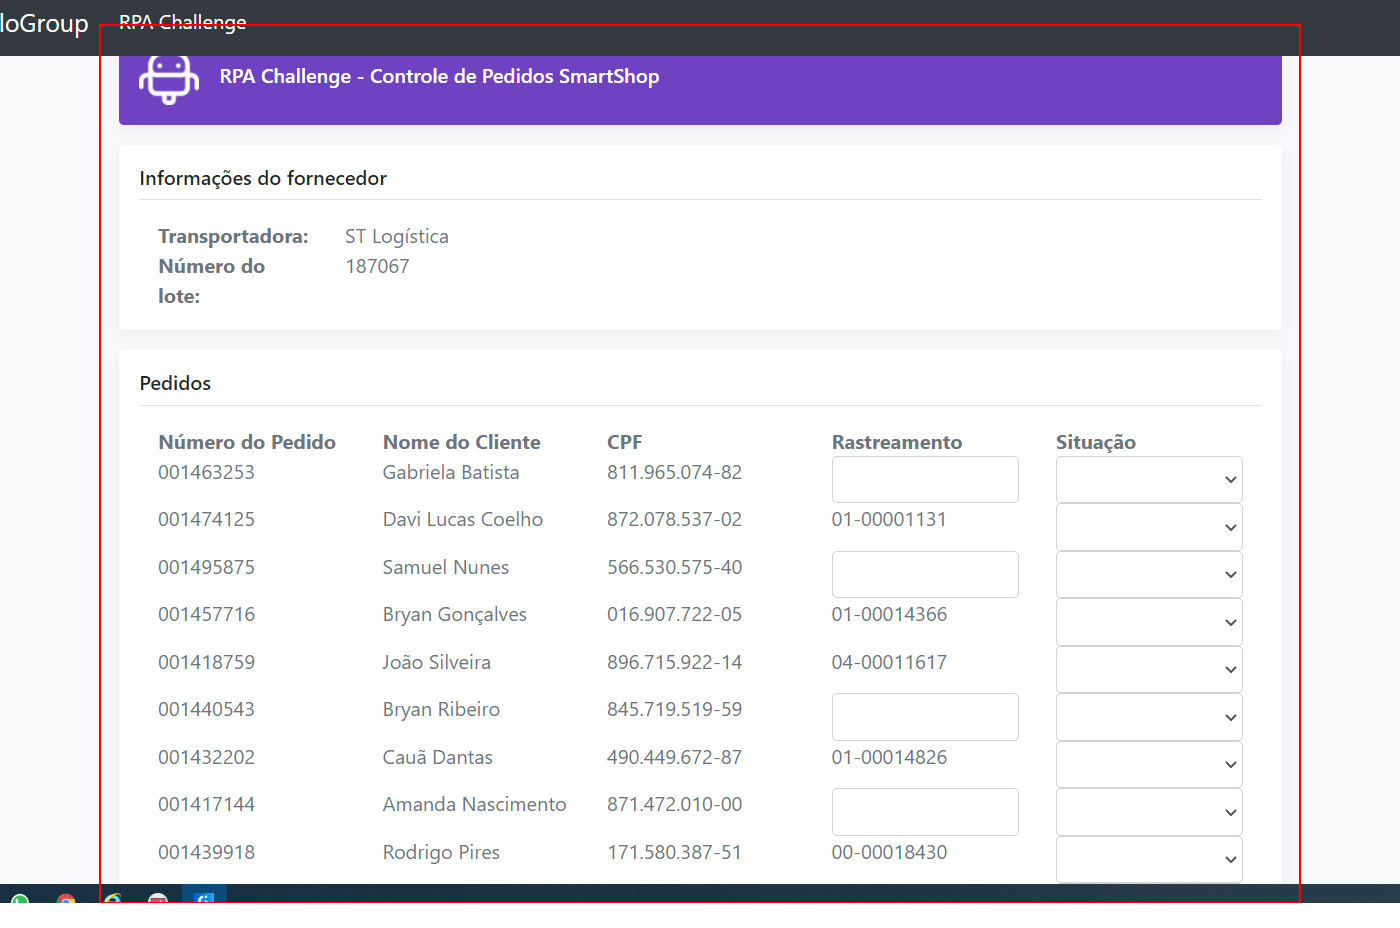 loGroup RPA Challenge
RPA Challenge - Controle de Pedidos SmartShop
Informações do fornecedor
Transportadora: ST Logística
Número do lote: 187067
Pedidos
Número do Pedido Nome do Cliente CPF Rastreamento Situação
001463253 Gabriela Batista 811.965.074-82
001474125 Davi Lucas Coelho 872.078.537-02 01-00001131
001495875 Samuel Nunes 566.530.575-40
001457716 Bryan Gonçalves 016.907.722-05 01-00014366
001418759 João Silveira 896.715.922-14 04-00011617
001440543 Bryan Ribeiro 845.719.519-59
001432202 Cauã Dantas 490.449.672-87 01-00014826
001417144 Amanda Nascimento 871.472.010-00
001439918 Rodrigo Pires 171.580.387-51 00-00018430